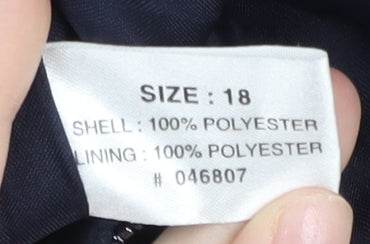 SIZE : 18
SHELL : 100% POLYESTER
LINING : 100% POLYESTER
# 046807